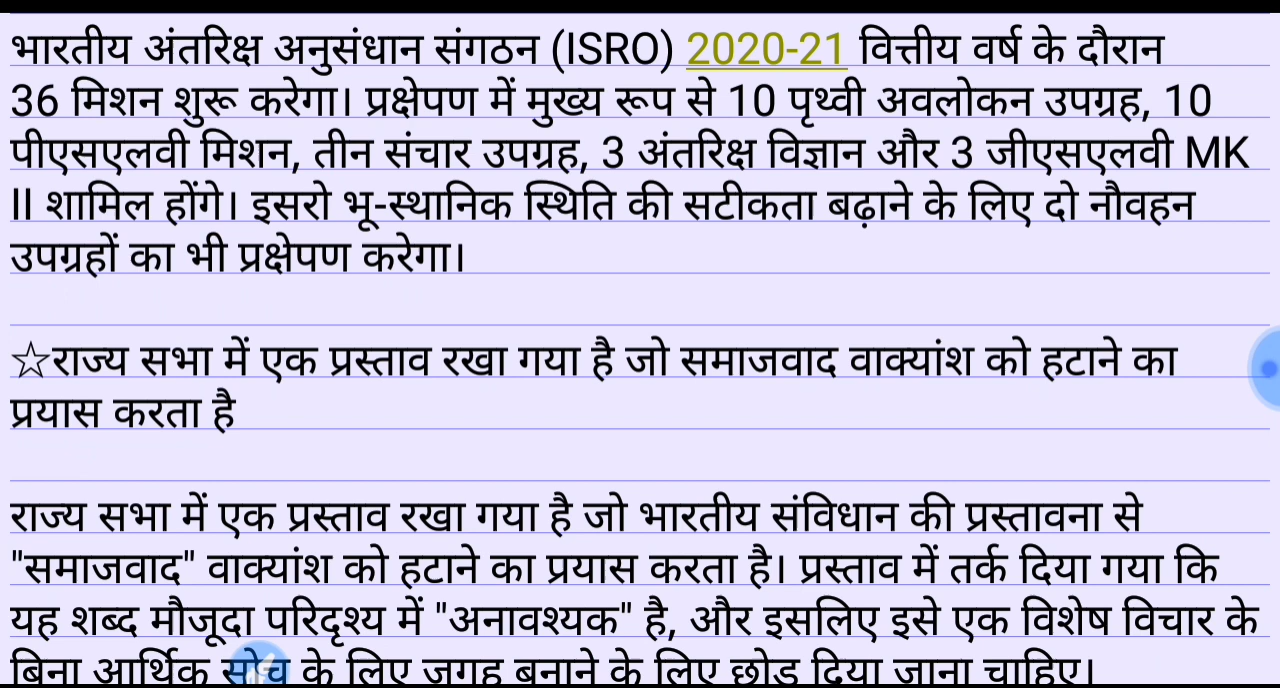 भारतीय अंतरिक्ष अनुसंधान संगठन (ISRO) 2020-21 वित्तीय वर्ष के दौरान
36 मिशन शुरू करेगा। प्रक्षेपण में मुख्य रूप से 10 पृथ्वी अवलोकन उपग्रह, 10
पीएसएलवी मिशन, तीन संचार उपग्रह, 3 अंतरिक्ष विज्ञान और 3 जीएसएलवी MK
II शामिल होंगे। इसरो भू-स्थानिक स्थिति की सटीकता बढ़ाने के लिए दो नौवहन
उपग्रहों का भी प्रक्षेपण करेगा।
☆राज्य सभा में एक प्रस्ताव रखा गया है जो समाजवाद वाक्यांश को हटाने का
प्रयास करता है
राज्य सभा में एक प्रस्ताव रखा गया है जो भारतीय संविधान की प्रस्तावना से
"समाजवाद" वाक्यांश को हटाने का प्रयास करता है। प्रस्ताव में तर्क दिया गया कि
यह शब्द मौजूदा परिदृश्य में "अनावश्यक" है, और इसलिए इसे एक विशेष विचार के
बिना आर्थिक सोच के लिए जगह बनाने के लिए छोड़ दिया जाना चाहिए।